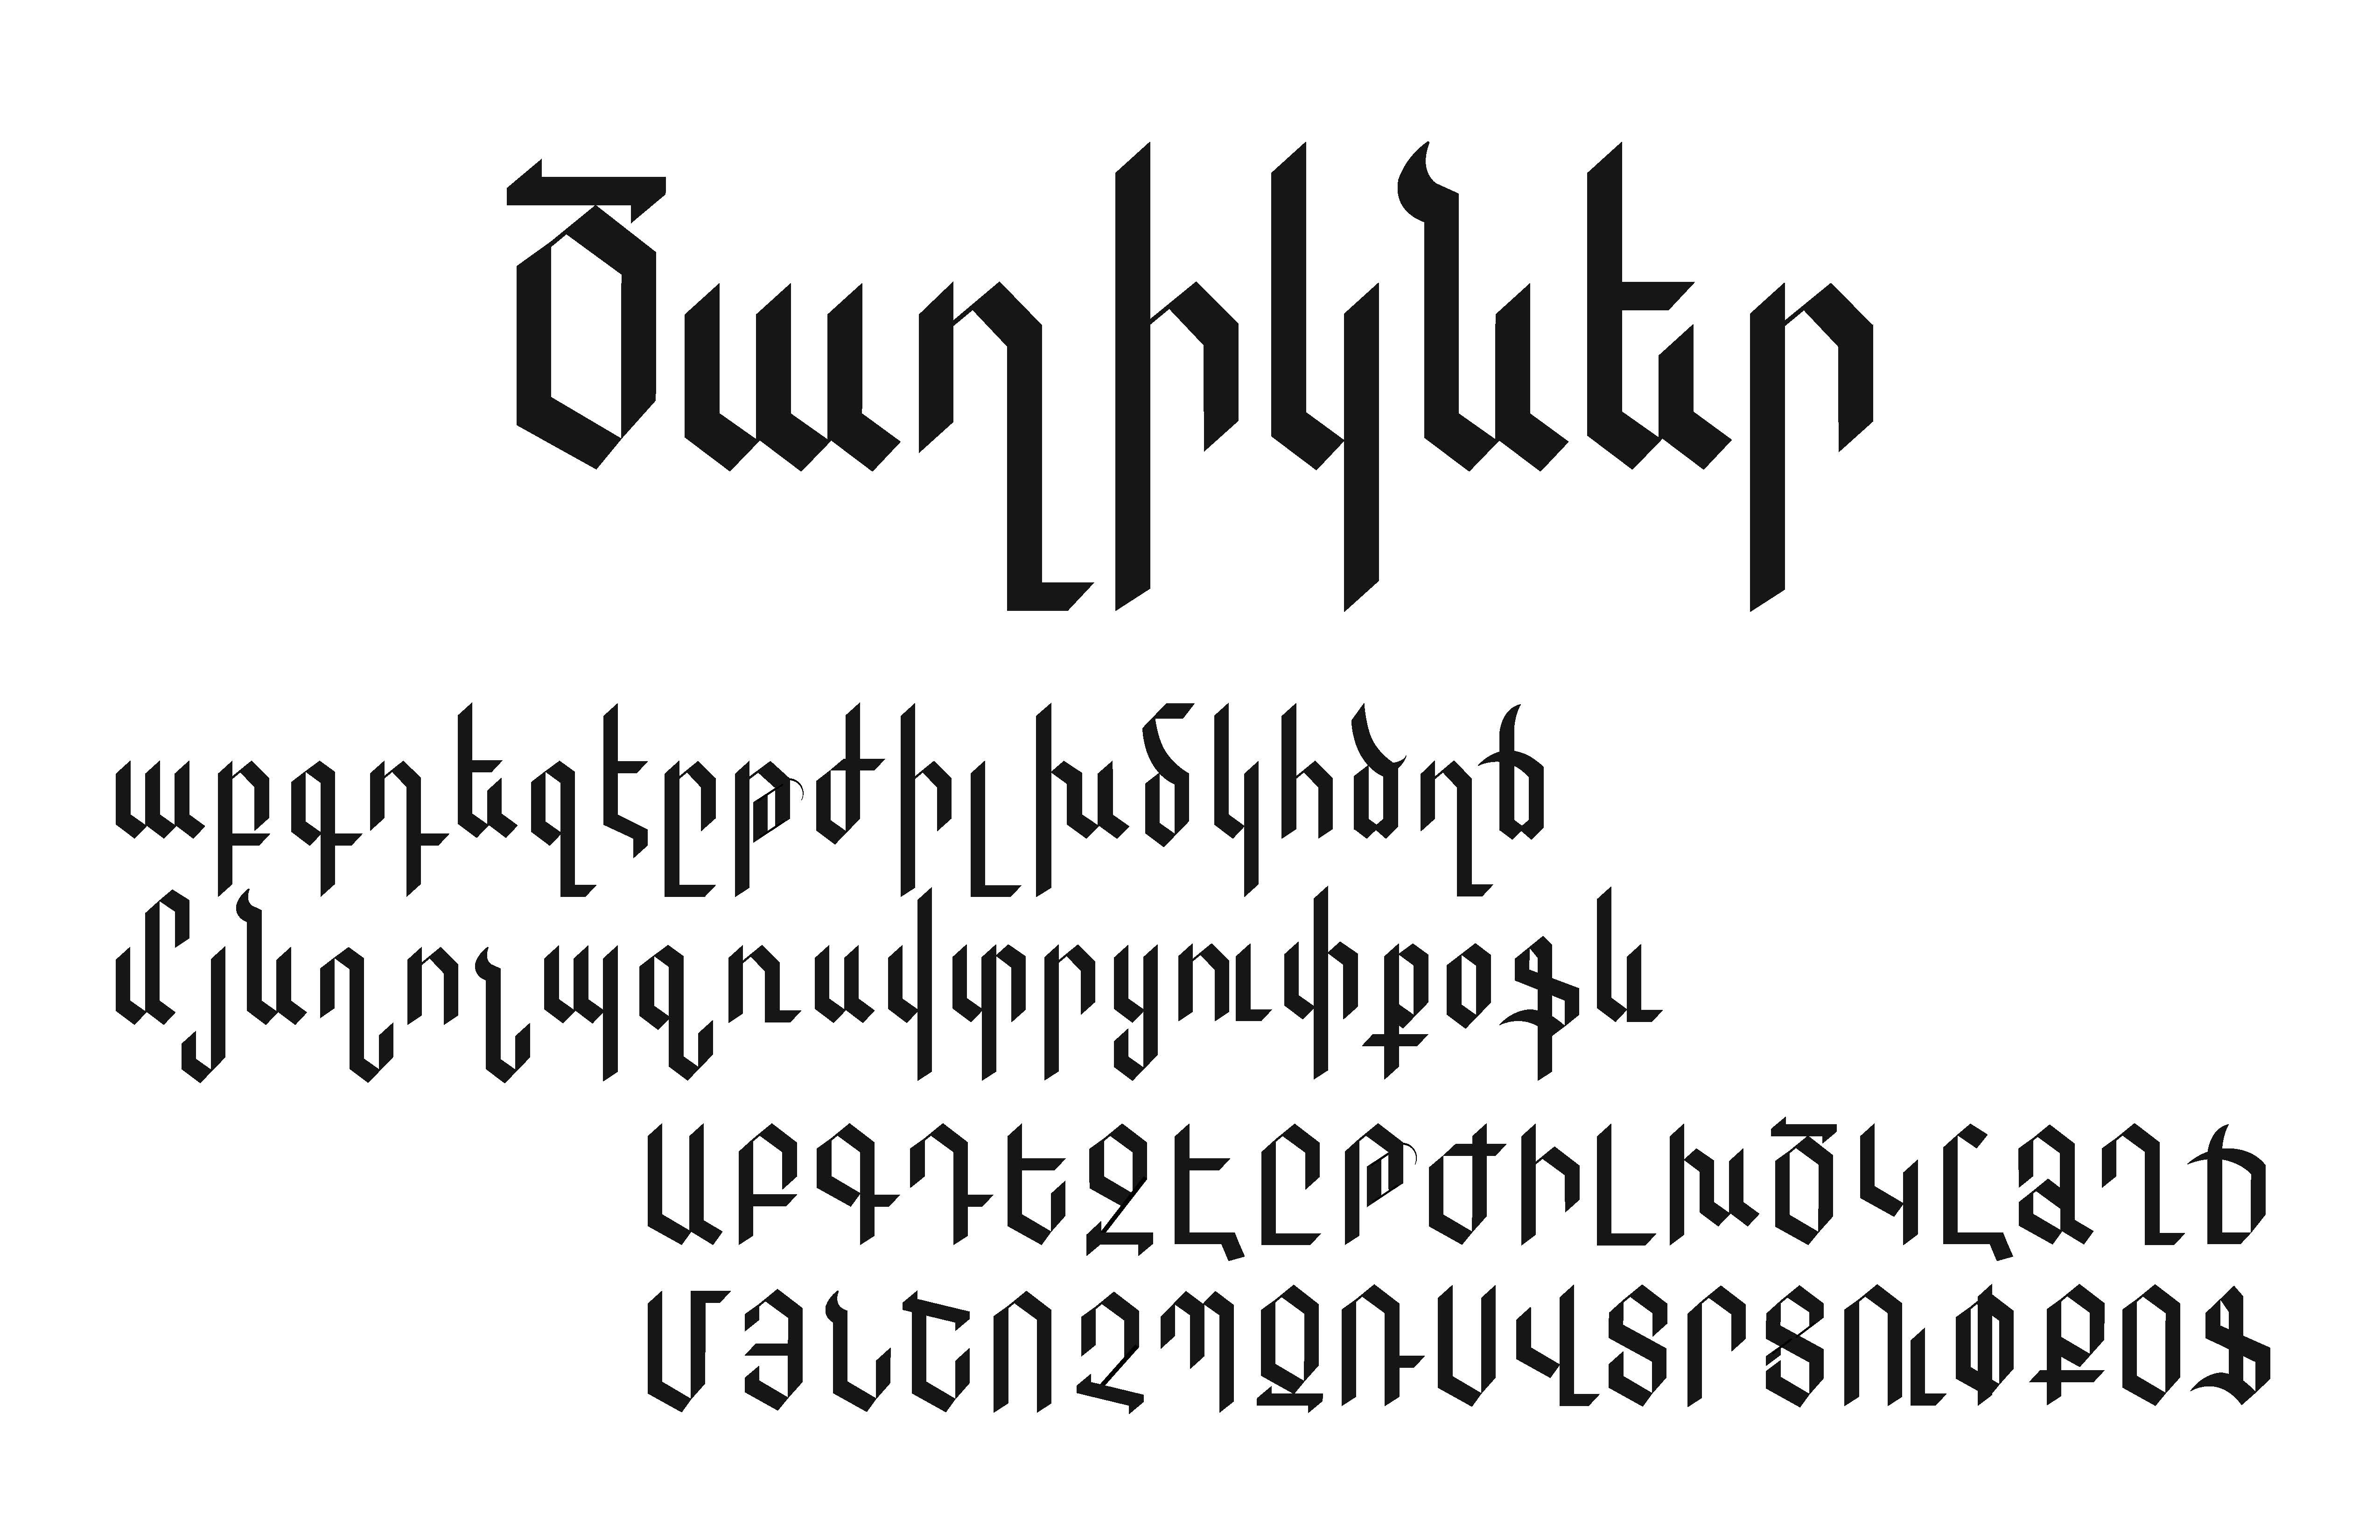 Ծաղիկներ
աբգդեզէըթժիլխծկհձղճ
մյնշոչպջռսվտրցուփքօֆև
ԱԲԳԴԵԶԷԸԹԺԻԼԽԾԿՀՁՂՃ
ՄՅՆՇՈՉՊՋՌՍՎՏՐՑՈւՓՔՕՖ